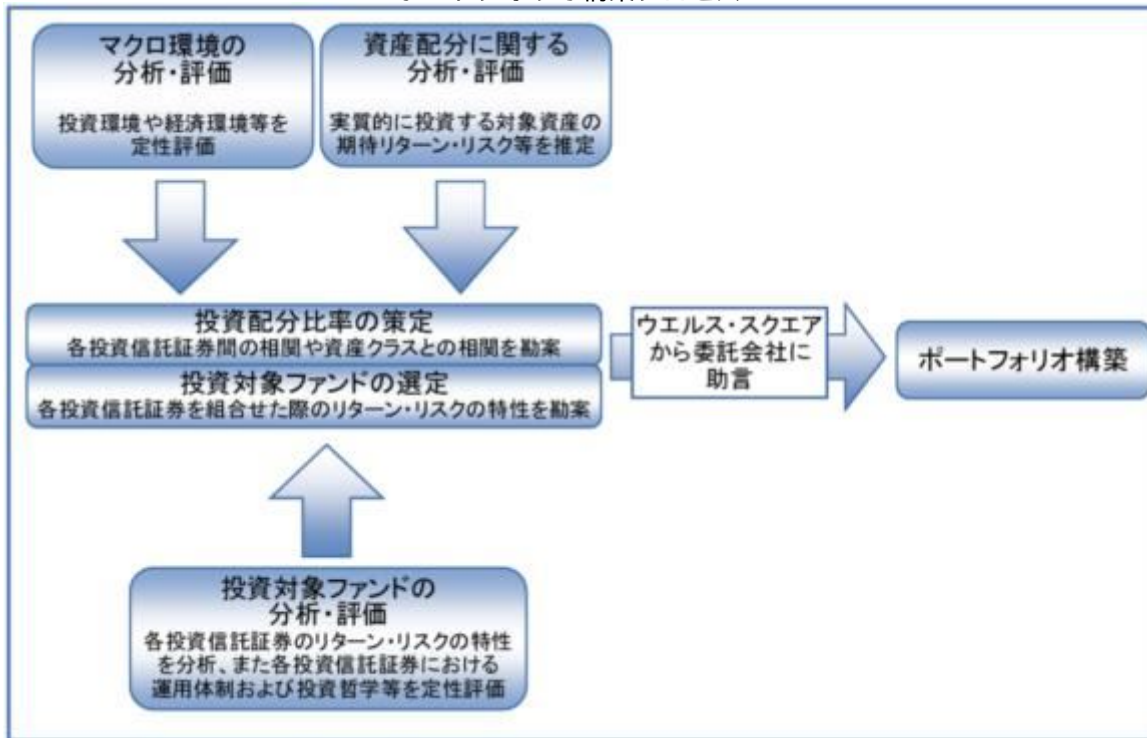 マクロ環境の
分析・評価
投資環境や経済環境等を
定性評価
資産配分に関する
分析・評価
実質的に投資する対象資産の
期待リターン・リスク等を推定
投資配分比率の策定
各投資信託証券間の相関や資産クラスとの相関を勘案
投資対象ファンドの選定
各投資信託証券を組合せた際のリターン・リスクの特性を勘案
ウエルス・スクエア
から委託会社に
助言
ポートフォリオ構築
投資対象ファンドの
分析・評価
各投資信託証券のリターン・リスクの特性
を分析、また各投資信託証券における
運用体制および投資哲学等を定性評価